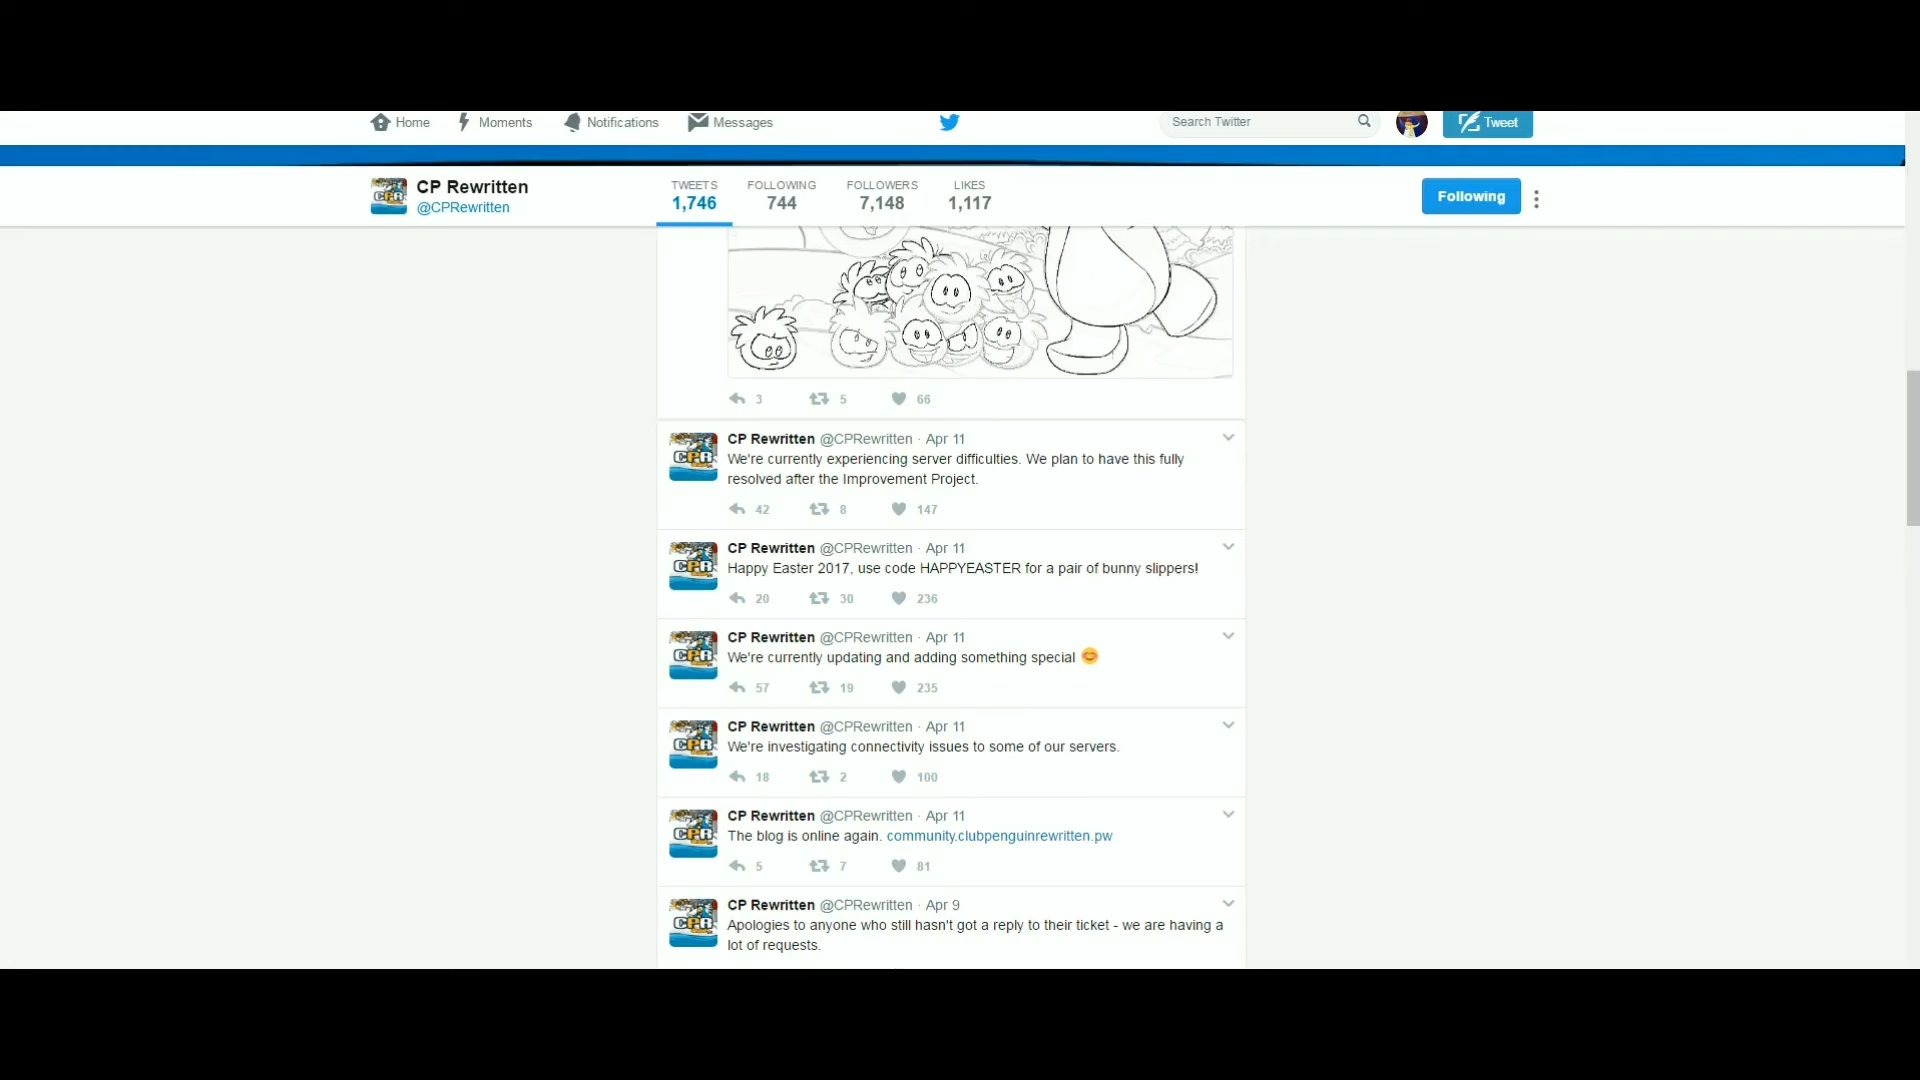 Home Moments Notifications Messages Search Twitter Tweet
CP Rewritten
@CPRewritten
TWEETS FOLLOWING FOLLOWERS LIKES
1,746 744 7,148 1,117
Following
3 5 66
CP Rewritten @CPRewritten · Apr 11
We're currently experiencing server difficulties. We plan to have this fully
resolved after the Improvement Project.
42 8 147
CP Rewritten @CPRewritten · Apr 11
Happy Easter 2017, use code HAPPYEASTER for a pair of bunny slippers!
20 30 236
CP Rewritten @CPRewritten · Apr 11
We're currently updating and adding something special 😊
57 19 235
CP Rewritten @CPRewritten · Apr 11
We're investigating connectivity issues to some of our servers.
18 2 100
CP Rewritten @CPRewritten · Apr 11
The blog is online again. community.clubpenguinrewritten.pw
5 7 81
CP Rewritten @CPRewritten · Apr 9
Apologies to anyone who still hasn't got a reply to their ticket - we are having a
lot of requests.